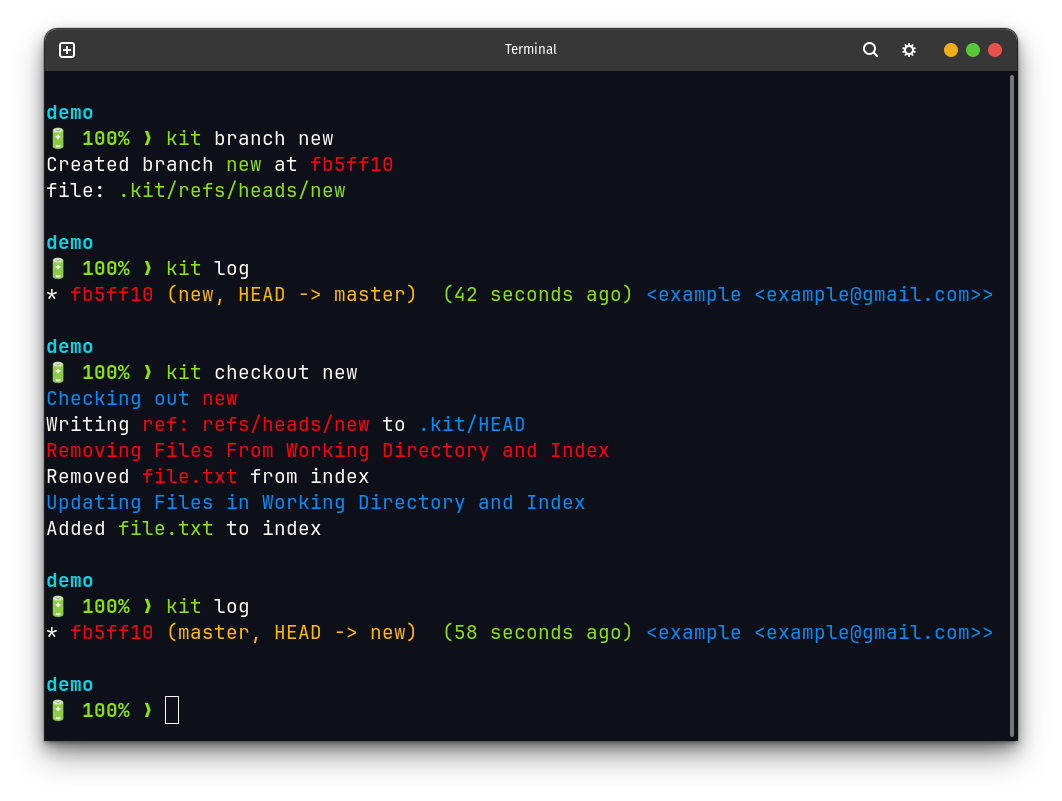 Terminal
demo
🔋 100% ❯ kit branch new
Created branch new at fb5ff10
file: .kit/refs/heads/new
demo
🔋 100% ❯ kit log
* fb5ff10 (new, HEAD -> master)  (42 seconds ago) <example <example@gmail.com>>
demo
🔋 100% ❯ kit checkout new
Checking out new
Writing ref: refs/heads/new to .kit/HEAD
Removing Files From Working Directory and Index
Removed file.txt from index
Updating Files in Working Directory and Index
Added file.txt to index
demo
🔋 100% ❯ kit log
* fb5ff10 (master, HEAD -> new)  (58 seconds ago) <example <example@gmail.com>>
demo
🔋 100% ❯